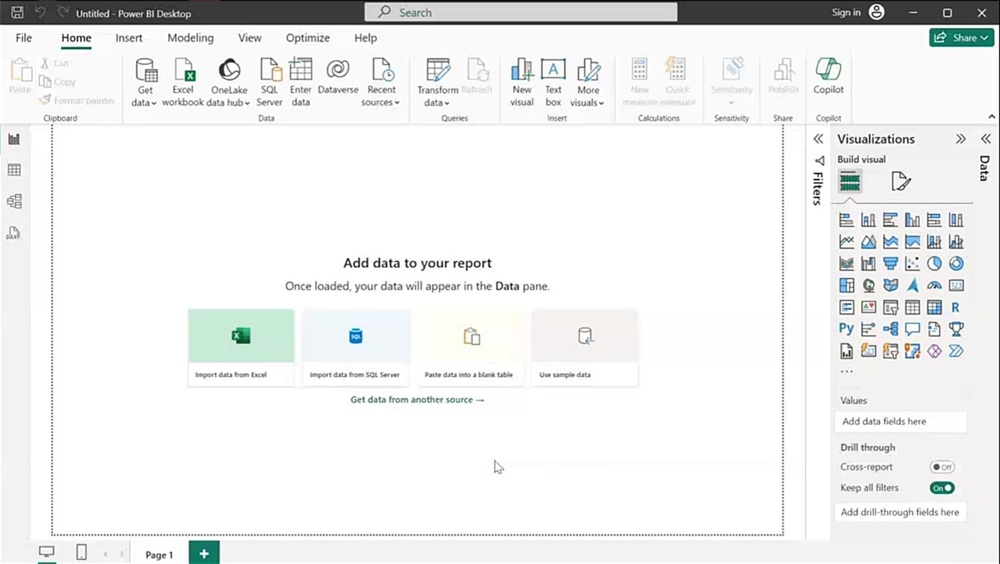 Untitled - Power BI Desktop
Search
Sign in
File Home Insert Modeling View Optimize Help
Share
Paste
Cut
Copy
Format painter
Clipboard
Get data
Excel workbook
OneLake data hub
SQL Server
Enter data
Dataverse
Recent sources
Data
Transform data
Refresh
Queries
New visual
Text box
More visuals
Insert
New measure
Quick measure
Calculations
Sensitivity
Sensitivity
Publish
Share
Copilot
Copilot
DAX
Add data to your report
Once loaded, your data will appear in the Data pane.
X
SQL
Import data from Excel
Import data from SQL Server
Paste data into a blank table
Use sample data
Get data from another source →
Filters
Visualizations
Build visual
123
R
Py
123
...
Values
Add data fields here
Drill through
Cross-report
Off
Keep all filters
On
Add drill-through fields here
Data
Page 1
+